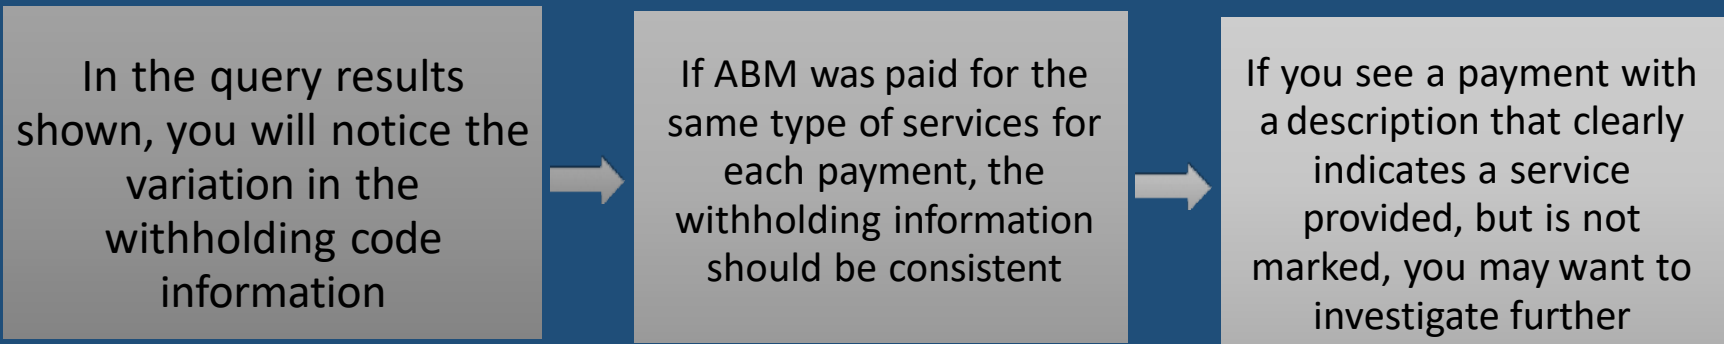 In the query results
shown, you will notice the
variation in the
withholding code
information
If ABM was paid for the
same type of services for
each payment, the
withholding information
should be consistent
If you see a payment with
a description that clearly
indicates a service
provided, but is not
marked, you may want to
investigate further